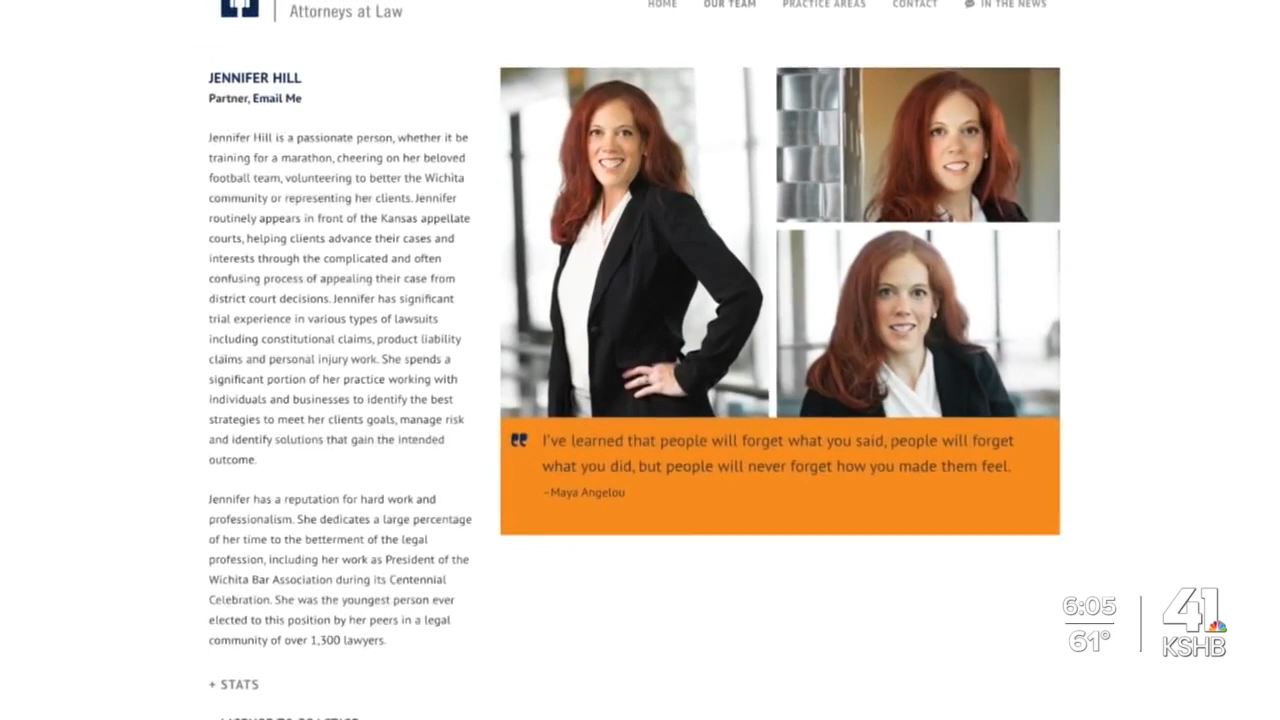 Attorneys at Law
HOME OUR TEAM PRACTICE AREAS CONTACT IN THE NEWS
JENNIFER HILL
Partner, Email Me
Jennifer Hill is a passionate person, whether it be
training for a marathon, cheering on her beloved
football team, volunteering to better the Wichita
community or representing her clients. Jennifer
routinely appears in front of the Kansas appellate
courts, helping clients advance their cases and
interests through the complicated and often
confusing process of appealing their case from
district court decisions. Jennifer has significant
trial experience in various types of lawsuits
including constitutional claims, product liability
claims and personal injury work. She spends a
significant portion of her practice working with
individuals and businesses to identify the best
strategies to meet her clients goals, manage risk
and identify solutions that gain the intended
outcome.
Jennifer has a reputation for hard work and
professionalism. She dedicates a large percentage
of her time to the betterment of the legal
profession, including her work as President of the
Wichita Bar Association during its Centennial
Celebration. She was the youngest person ever
elected to this position by her peers in a legal
community of over 1,300 lawyers.
+ STATS
I've learned that people will forget what you said, people will forget
what you did, but people will never forget how you made them feel.
–Maya Angelou
6:05
61°
41
KSHB